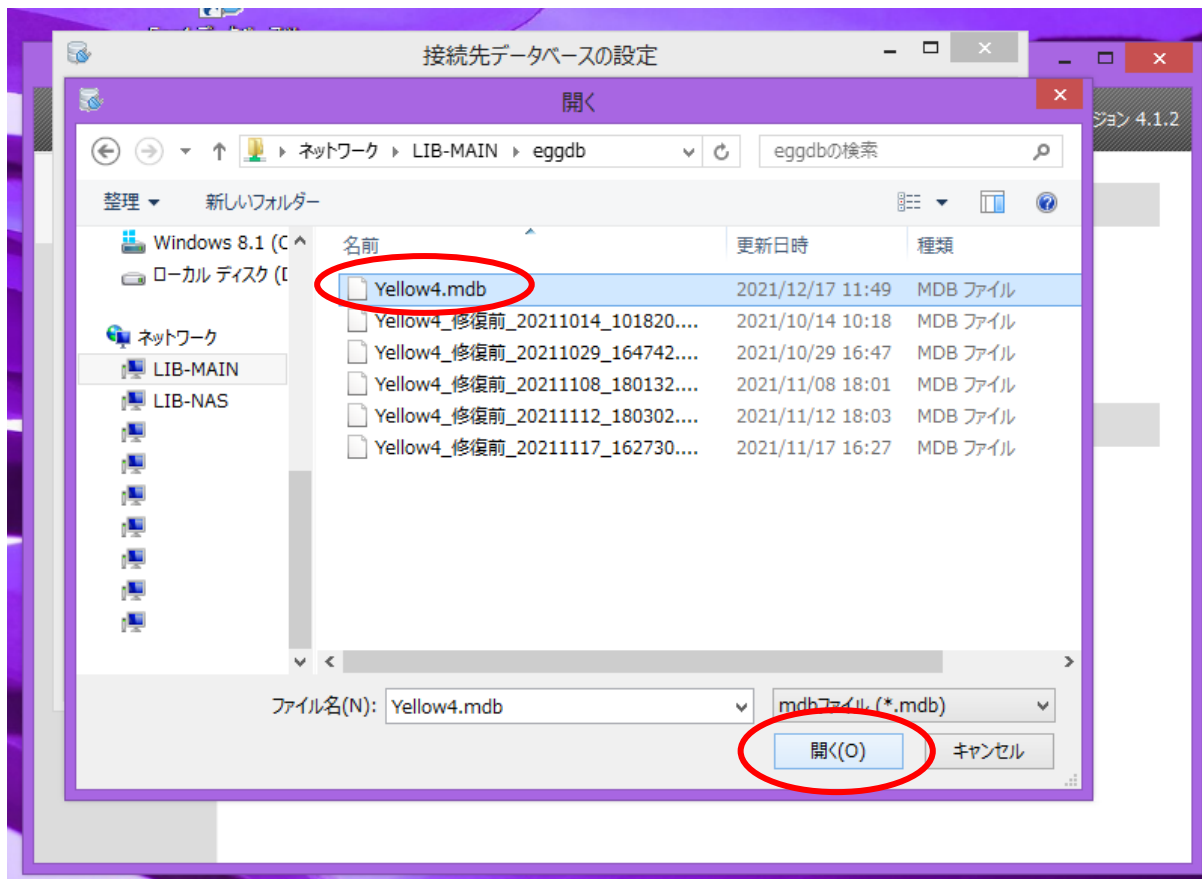 接続先データベースの設定
開く
ジョン 4.1.2
ネットワーク LIB-MAIN eggdb
eggdbの検索
整理 新しいフォルダー
Windows 8.1 (C
ローカル ディスク (D
ネットワーク
LIB-MAIN
LIB-NAS
名前 更新日時 種類
Yellow4.mdb 2021/12/17 11:49 MDB ファイル
Yellow4_修復前_20211014_101820.... 2021/10/14 10:18 MDB ファイル
Yellow4_修復前_20211029_164742.... 2021/10/29 16:47 MDB ファイル
Yellow4_修復前_20211108_180132.... 2021/11/08 18:01 MDB ファイル
Yellow4_修復前_20211112_180302.... 2021/11/12 18:03 MDB ファイル
Yellow4_修復前_20211117_162730.... 2021/11/17 16:27 MDB ファイル
ファイル名(N): Yellow4.mdb
mdbファイル (*.mdb)
開く(O) キャンセル